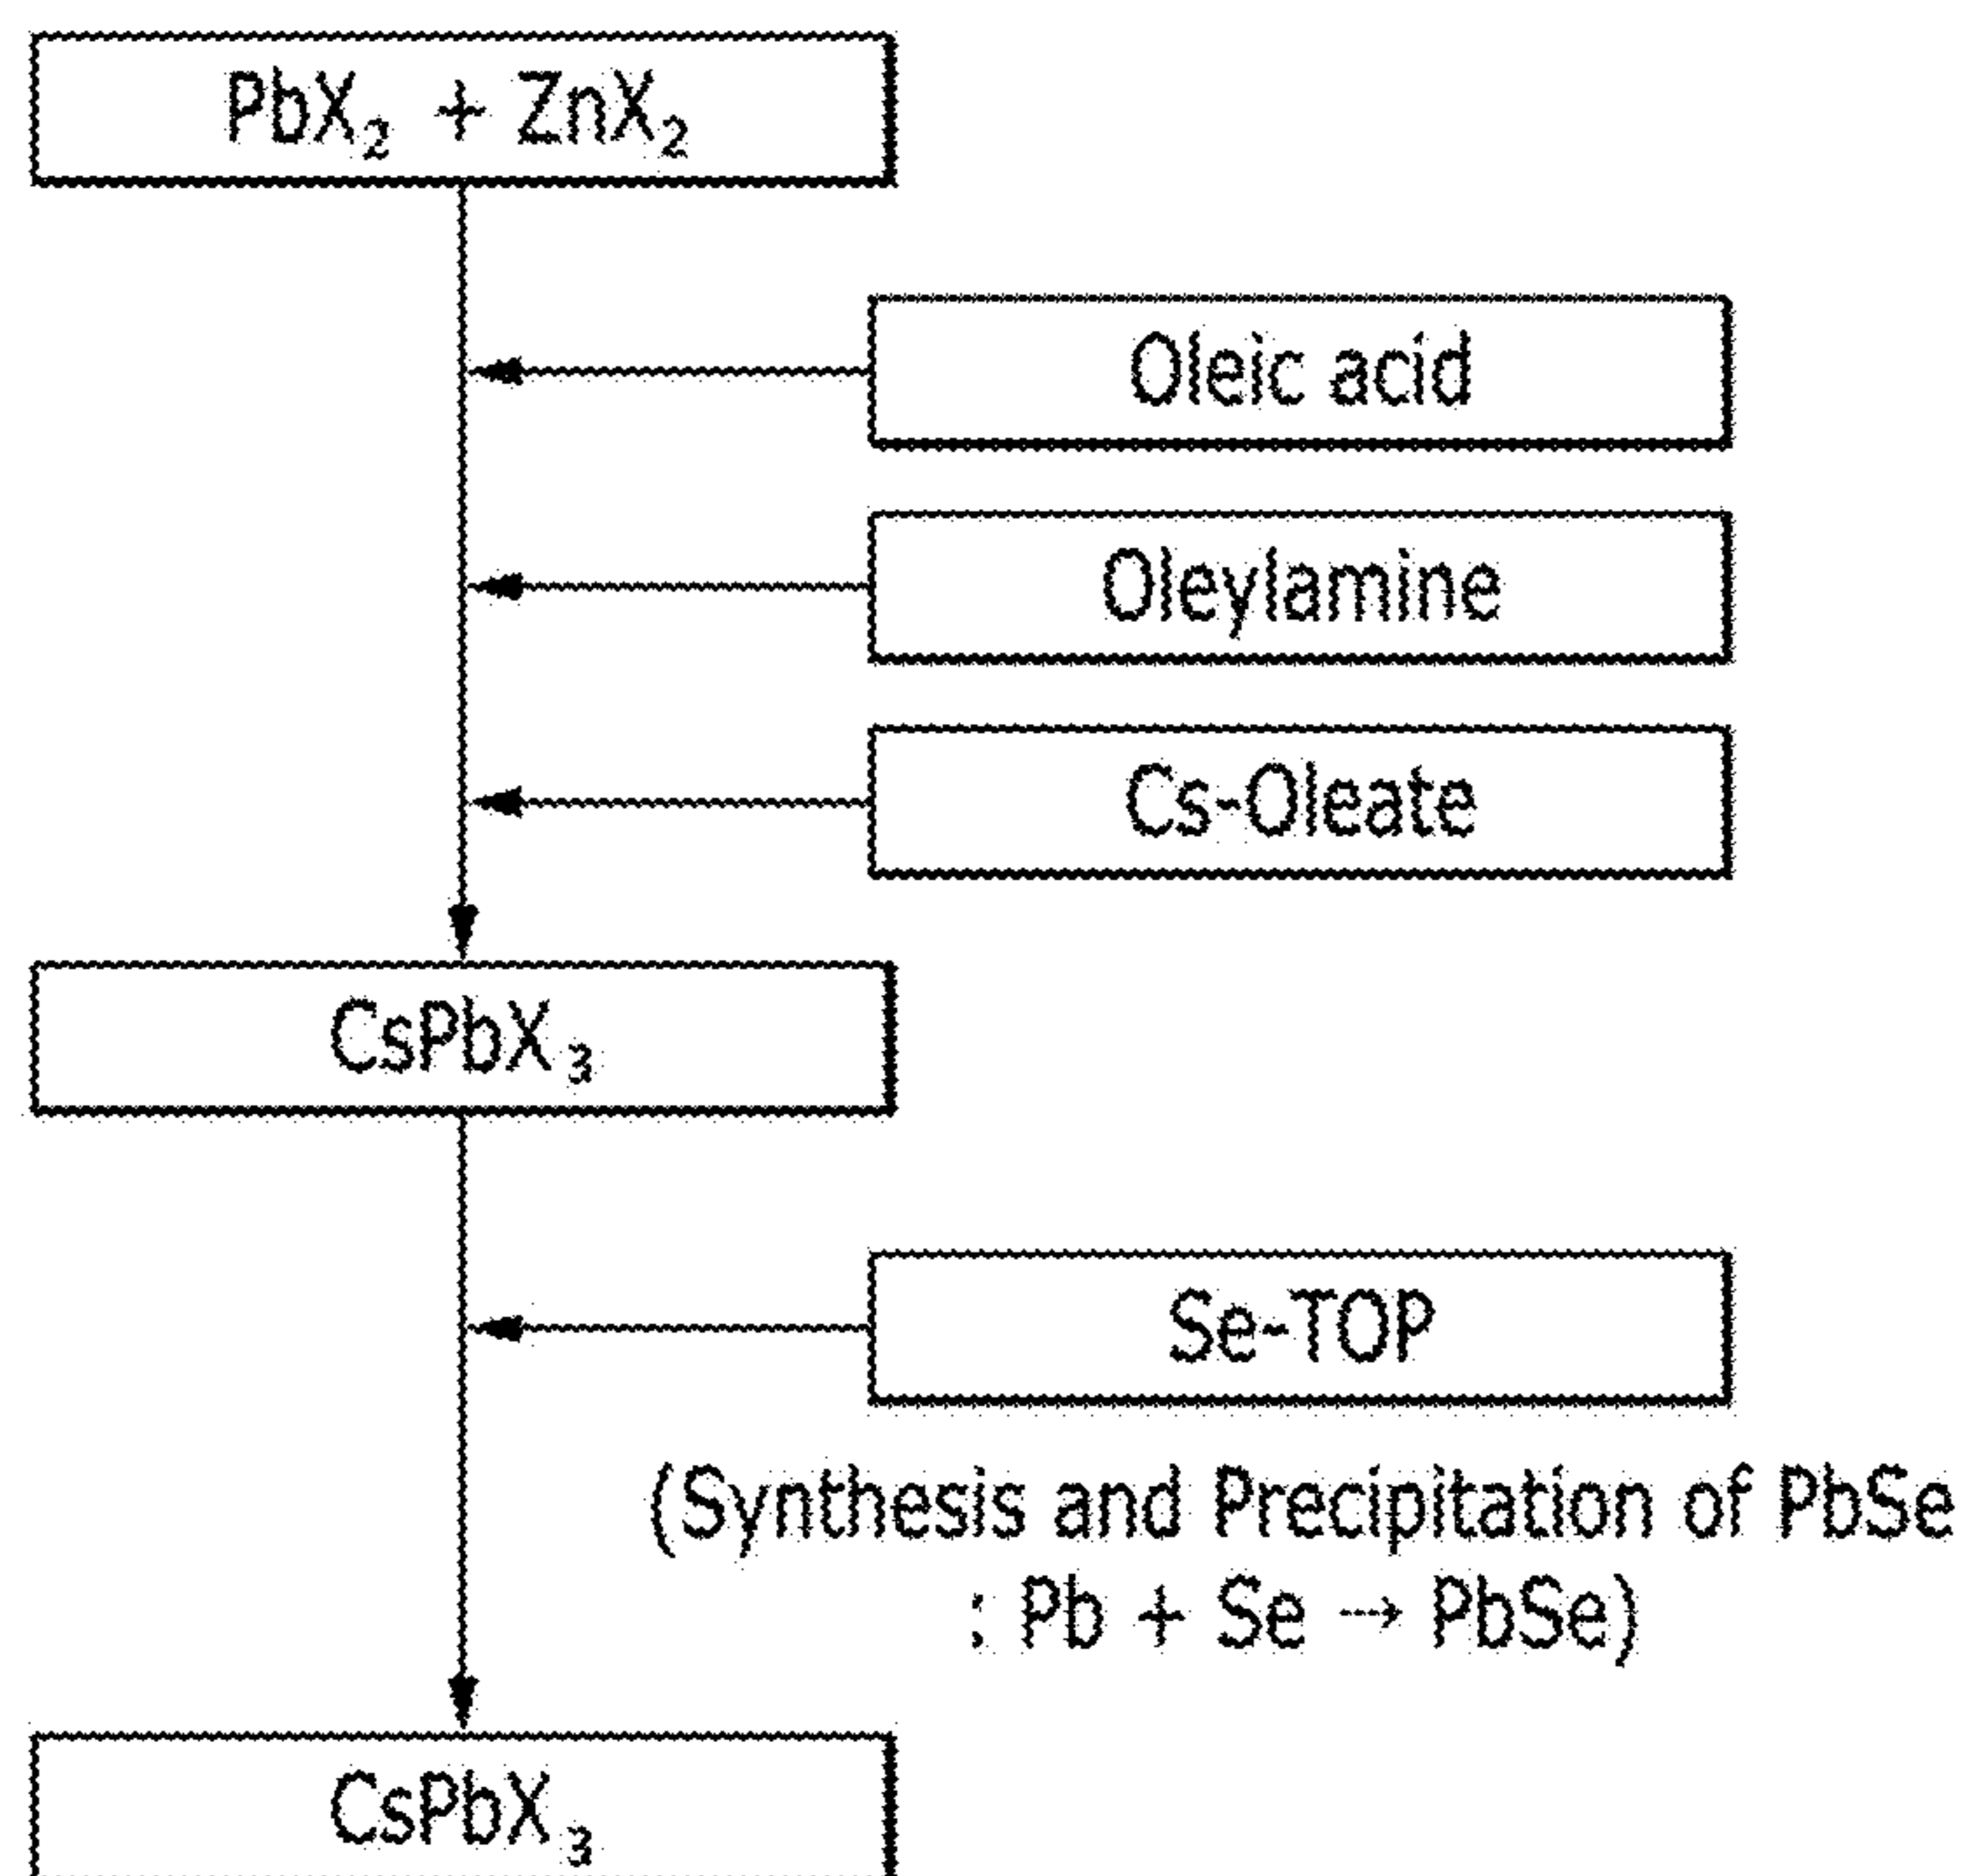 PbX₂ + ZnX₂
Oleic acid
Oleylamine
Cs-Oleate
CsPbX₃
Se-TOP
(Synthesis and Precipitation of PbSe
: Pb + Se → PbSe)
CsPbX₃